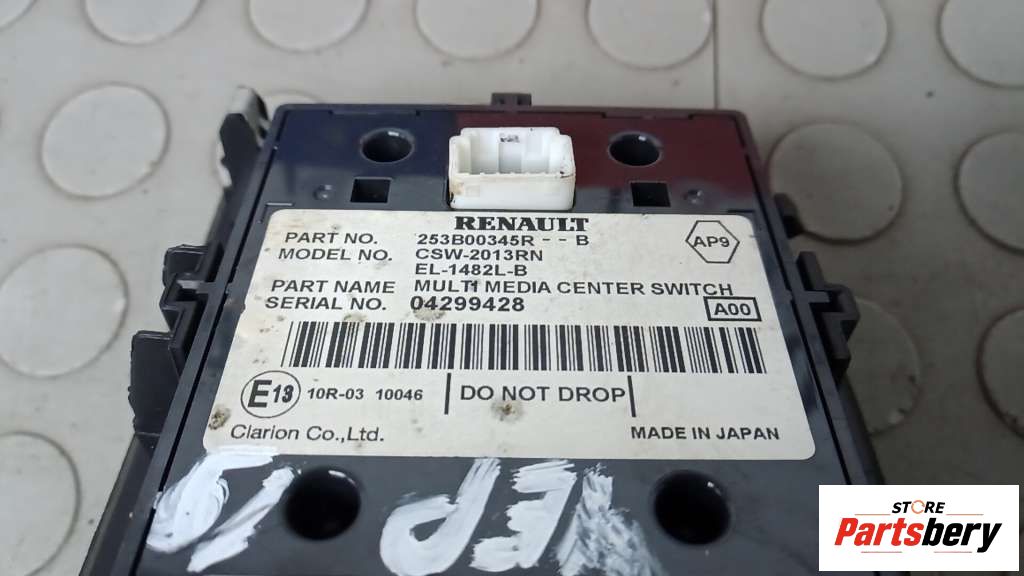 RENAULT
PART NO. 253B00345R - - B
MODEL NO. CSW-2013RN
EL-1482L-B
AP9
PART NAME MULTI MEDIA CENTER SWITCH
SERIAL NO. 04299428
A00
E13 10R-03 10046 DO NOT DROP
Clarion Co.,Ltd. MADE IN JAPAN
STORE
Partsbery